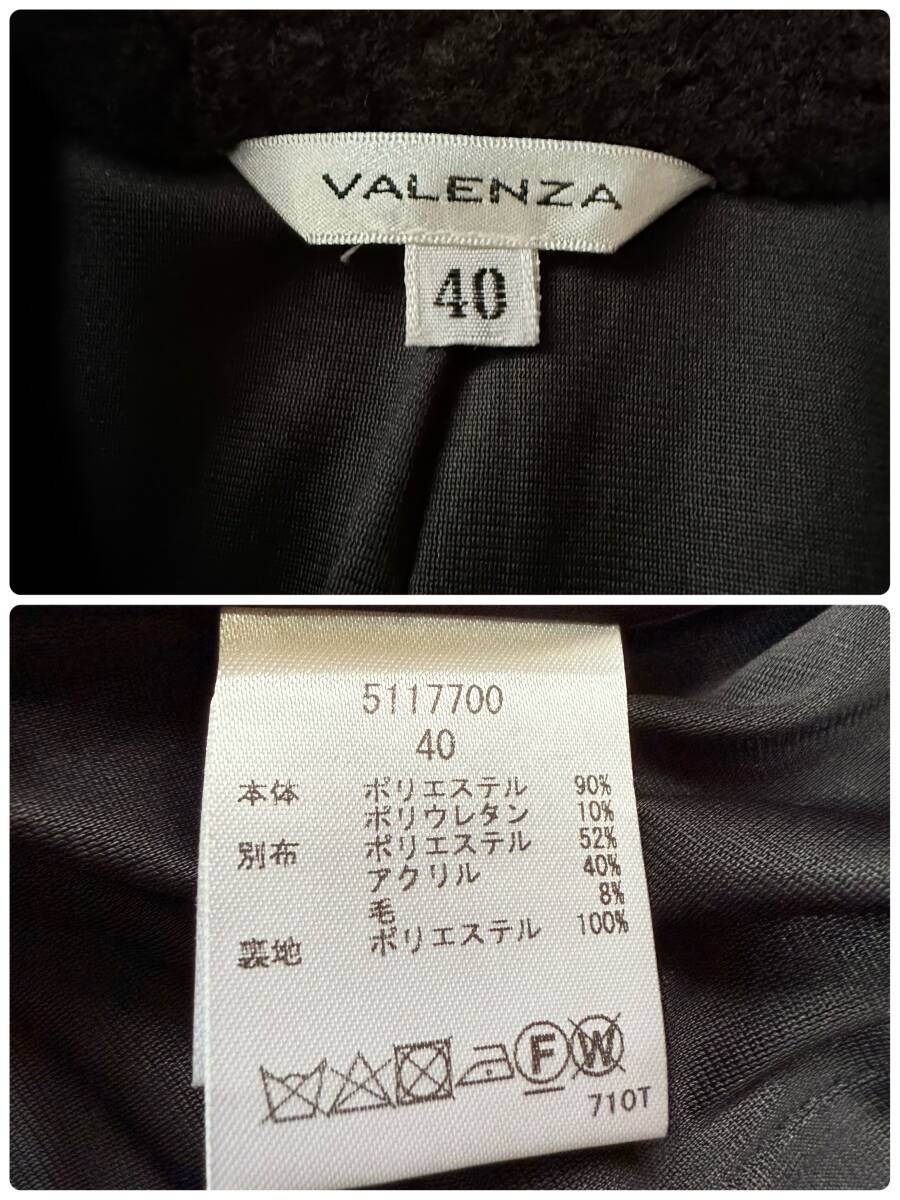 VALENZA
40
5117700
40
本体 ポリエステル 90%
ポリウレタン 10%
別布 ポリエステル 52%
アクリル 40%
毛 8%
裏地 ポリエステル 100%
F W
710T